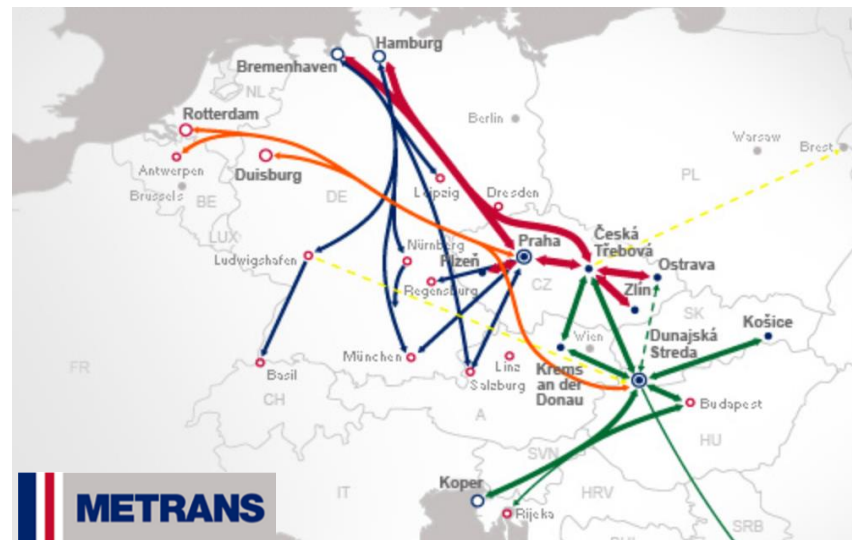 Hamburg
Bremenhaven
NL
Rotterdam
Berlin
Warsaw
Brest
Antwerpen
Duisburg
Brussels
BE
DE
Leipzig
Dresden
PL
LUX
Ludwigshafen
Nürnberg
Praha
Česká
Třebová
Plzeň
Ostrava
Regensburg
CZ
Zlín
SK
Košice
Dunajská
Streda
FR
München
Wien
Linz
Krems
an der
Donau
Basil
Salzburg
CH
A
Budapest
HU
SVN
IT
Koper
HRV
Rijeka
SRB
METRANS